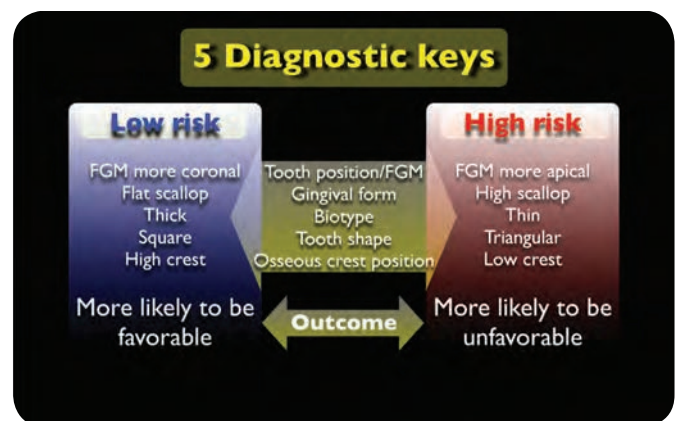 5 Diagnostic keys
Low risk
FGM more coronal
Flat scallop
Thick
Square
High crest
More likely to be
favorable
Tooth position/FGM
Gingival form
Biotype
Tooth shape
Osseous crest position
Outcome
High risk
FGM more apical
High scallop
Thin
Triangular
Low crest
More likely to be
unfavorable